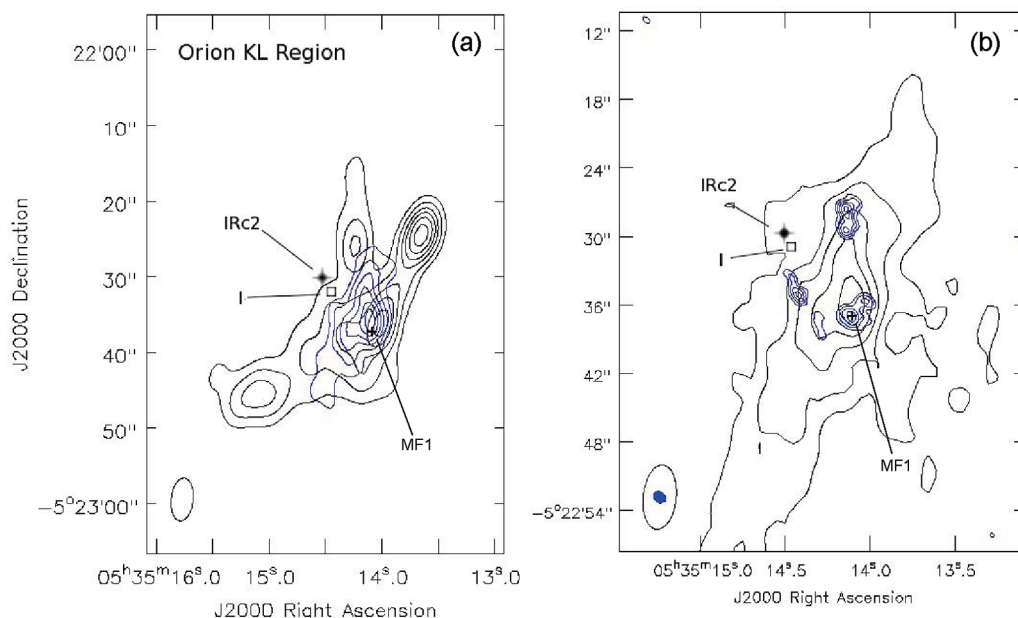 Orion KL Region
(a)
22'00"
10"
20"
30"
40"
50"
−5°23'00"
IRc2
I
MF1
05ʰ35ᵐ16ˢ.0
15ˢ.0
14ˢ.0
13ˢ.0
J2000 Right Ascension
J2000 Declination
(b)
12"
18"
24"
30"
36"
42"
48"
−5°22'54"
IRc2
I
MF1
05ʰ35ᵐ15ˢ.0
14ˢ.5
14ˢ.0
13ˢ.5
J2000 Right Ascension